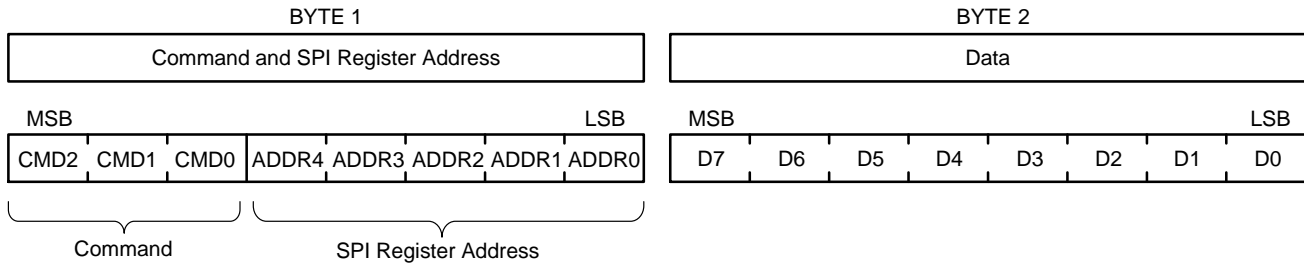 BYTE 1 BYTE 2
Command and SPI Register Address Data
MSB LSB MSB LSB
CMD2 CMD1 CMD0 ADDR4 ADDR3 ADDR2 ADDR1 ADDR0 D7 D6 D5 D4 D3 D2 D1 D0
Command SPI Register Address